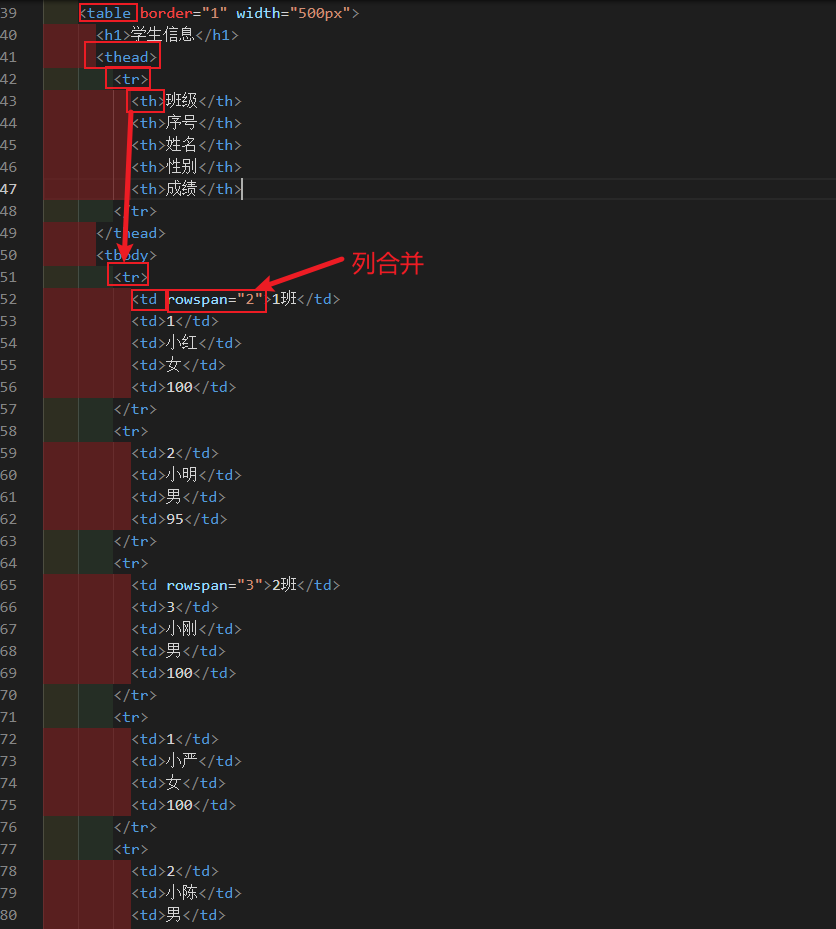 39 <table border="1" width="500px">
40 <h1>学生信息</h1>
41 <thead>
42 <tr>
43 <th>班级</th>
44 <th>序号</th>
45 <th>姓名</th>
46 <th>性别</th>
47 <th>成绩</th>
48 </tr>
49 </thead>
50 <tbody>
51 <tr>
列合并
52 <td rowspan="2">1班</td>
53 <td>1</td>
54 <td>小红</td>
55 <td>女</td>
56 <td>100</td>
57 </tr>
58 <tr>
59 <td>2</td>
60 <td>小明</td>
61 <td>男</td>
62 <td>95</td>
63 </tr>
64 <tr>
65 <td rowspan="3">2班</td>
66 <td>3</td>
67 <td>小刚</td>
68 <td>男</td>
69 <td>100</td>
70 </tr>
71 <tr>
72 <td>1</td>
73 <td>小严</td>
74 <td>女</td>
75 <td>100</td>
76 </tr>
77 <tr>
78 <td>2</td>
79 <td>小陈</td>
80 <td>男</td>